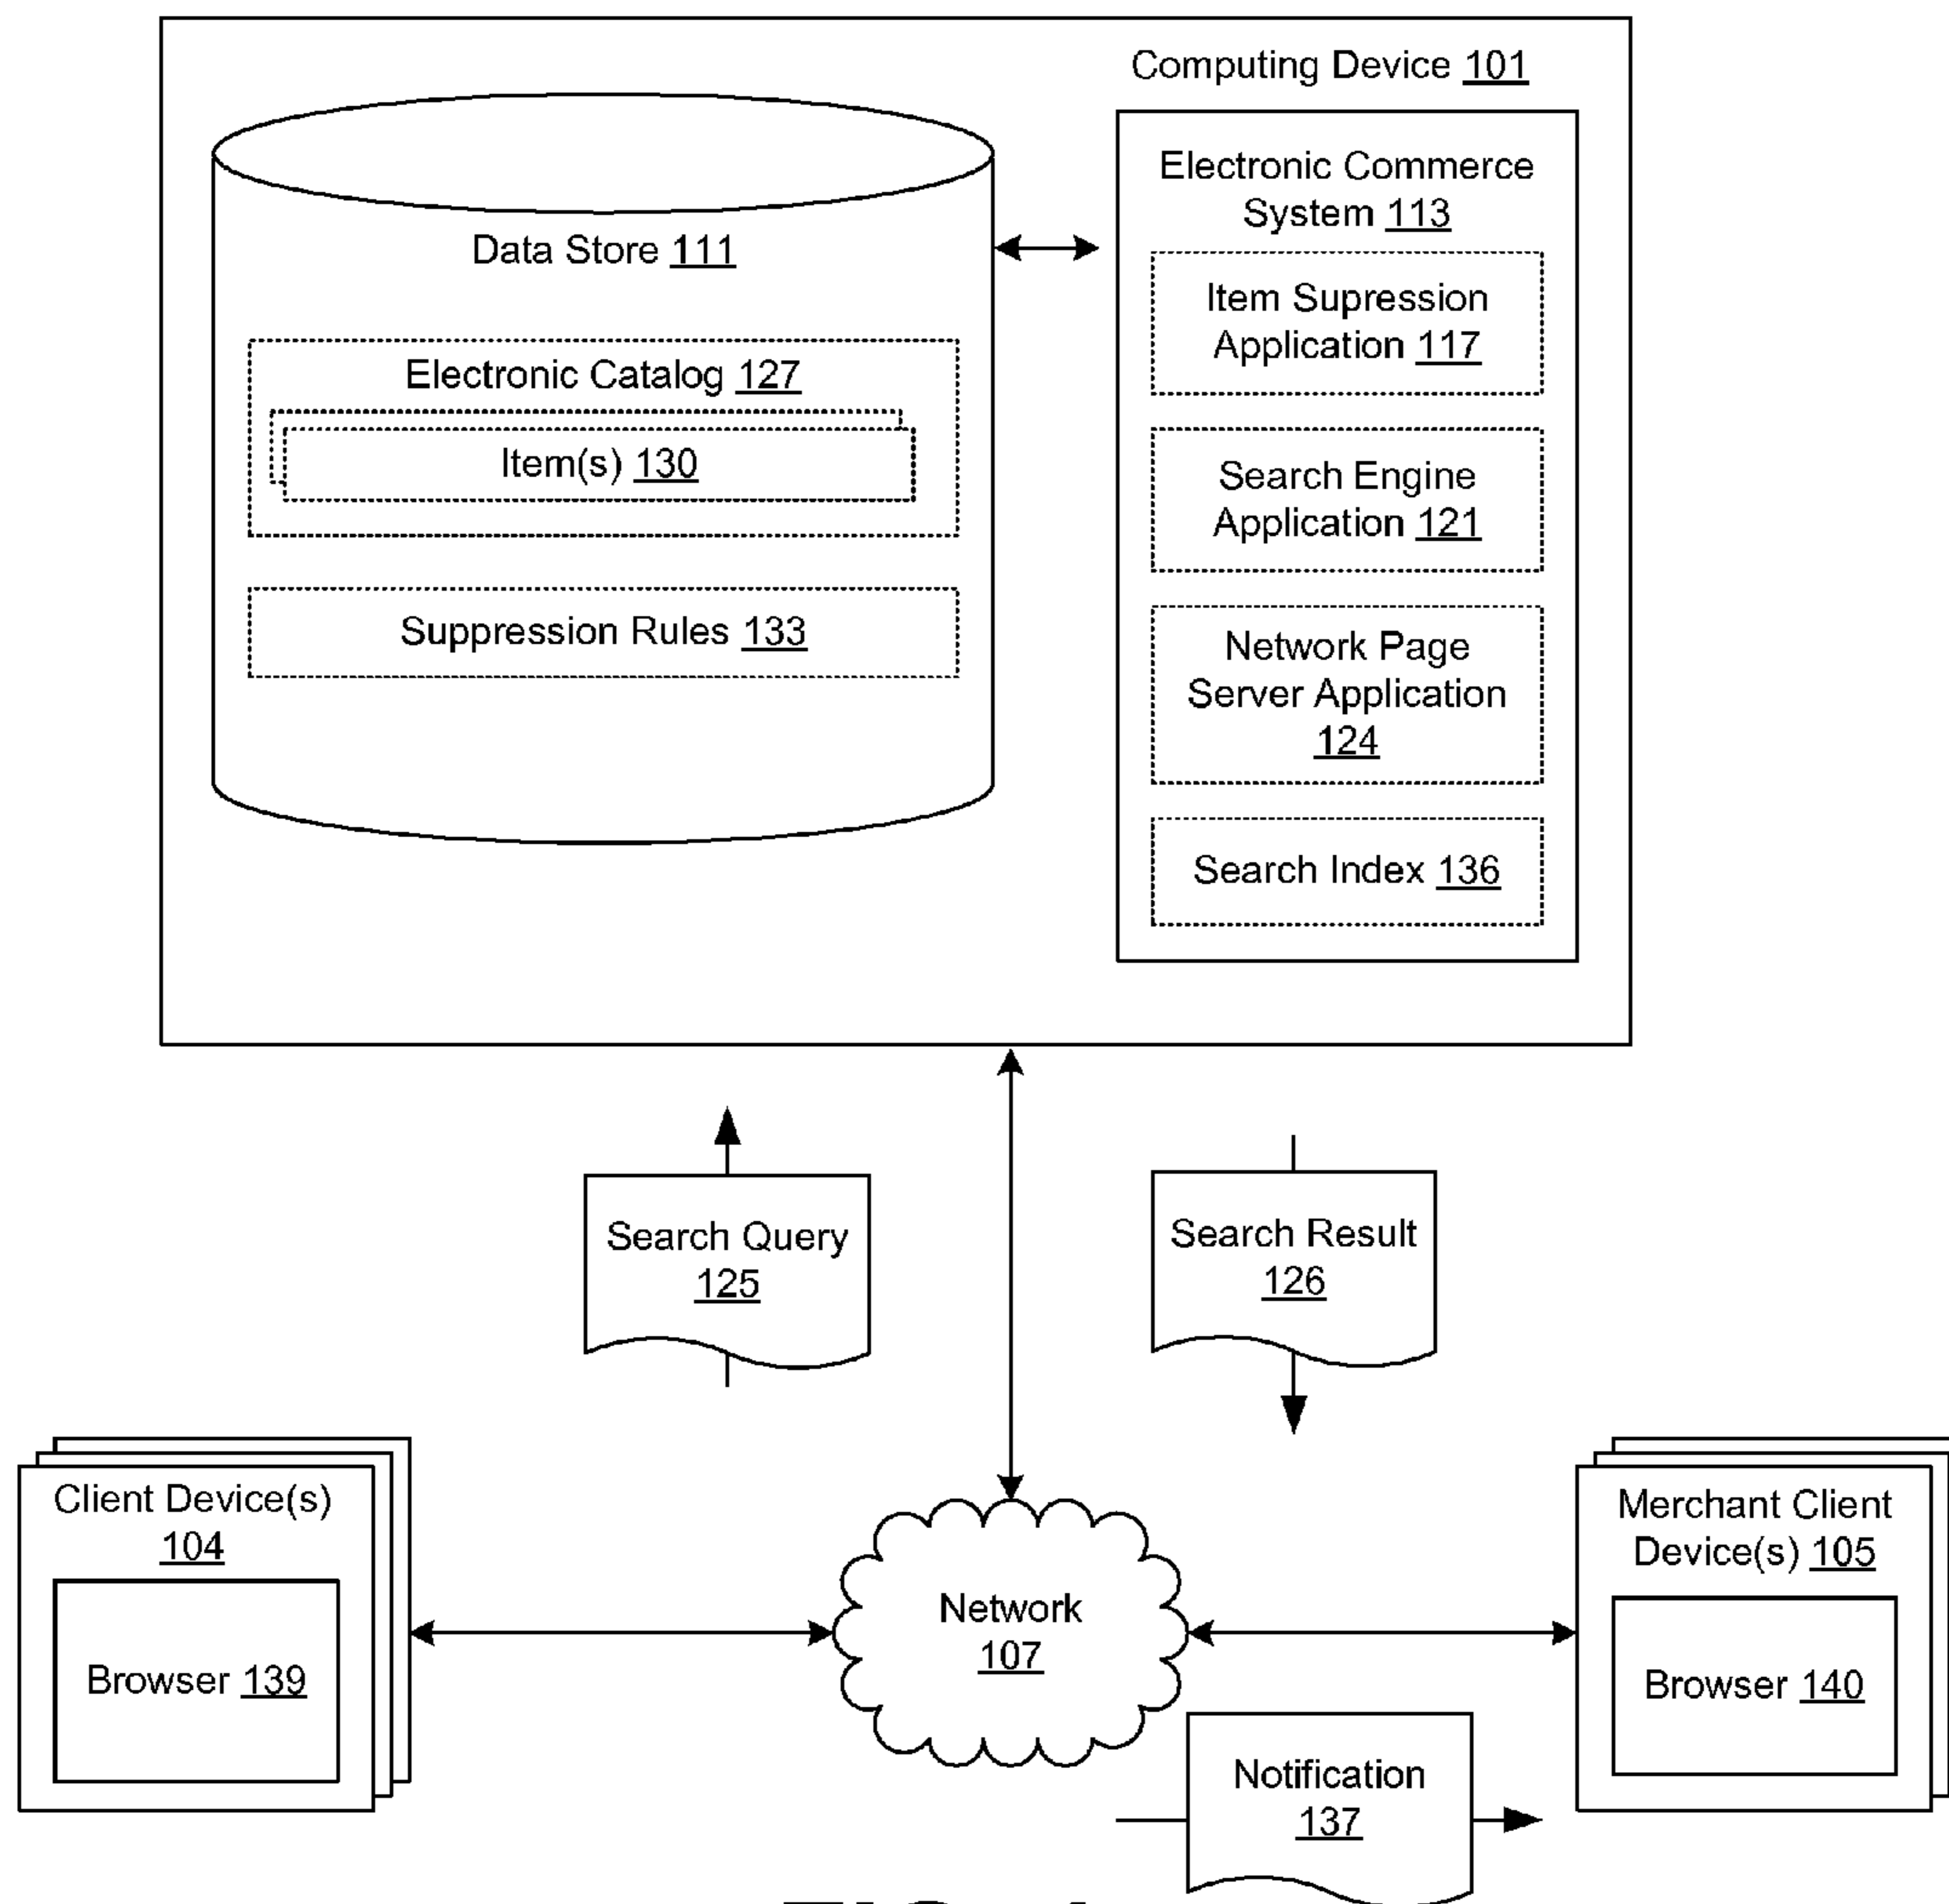 Computing Device 101
Data Store 111
Electronic Catalog 127
Item(s) 130
Suppression Rules 133
Electronic Commerce
System 113
Item Supression
Application 117
Search Engine
Application 121
Network Page
Server Application
124
Search Index 136
Search Query
125
Search Result
126
Client Device(s)
104
Browser 139
Network
107
Merchant Client
Device(s) 105
Browser 140
Notification
137